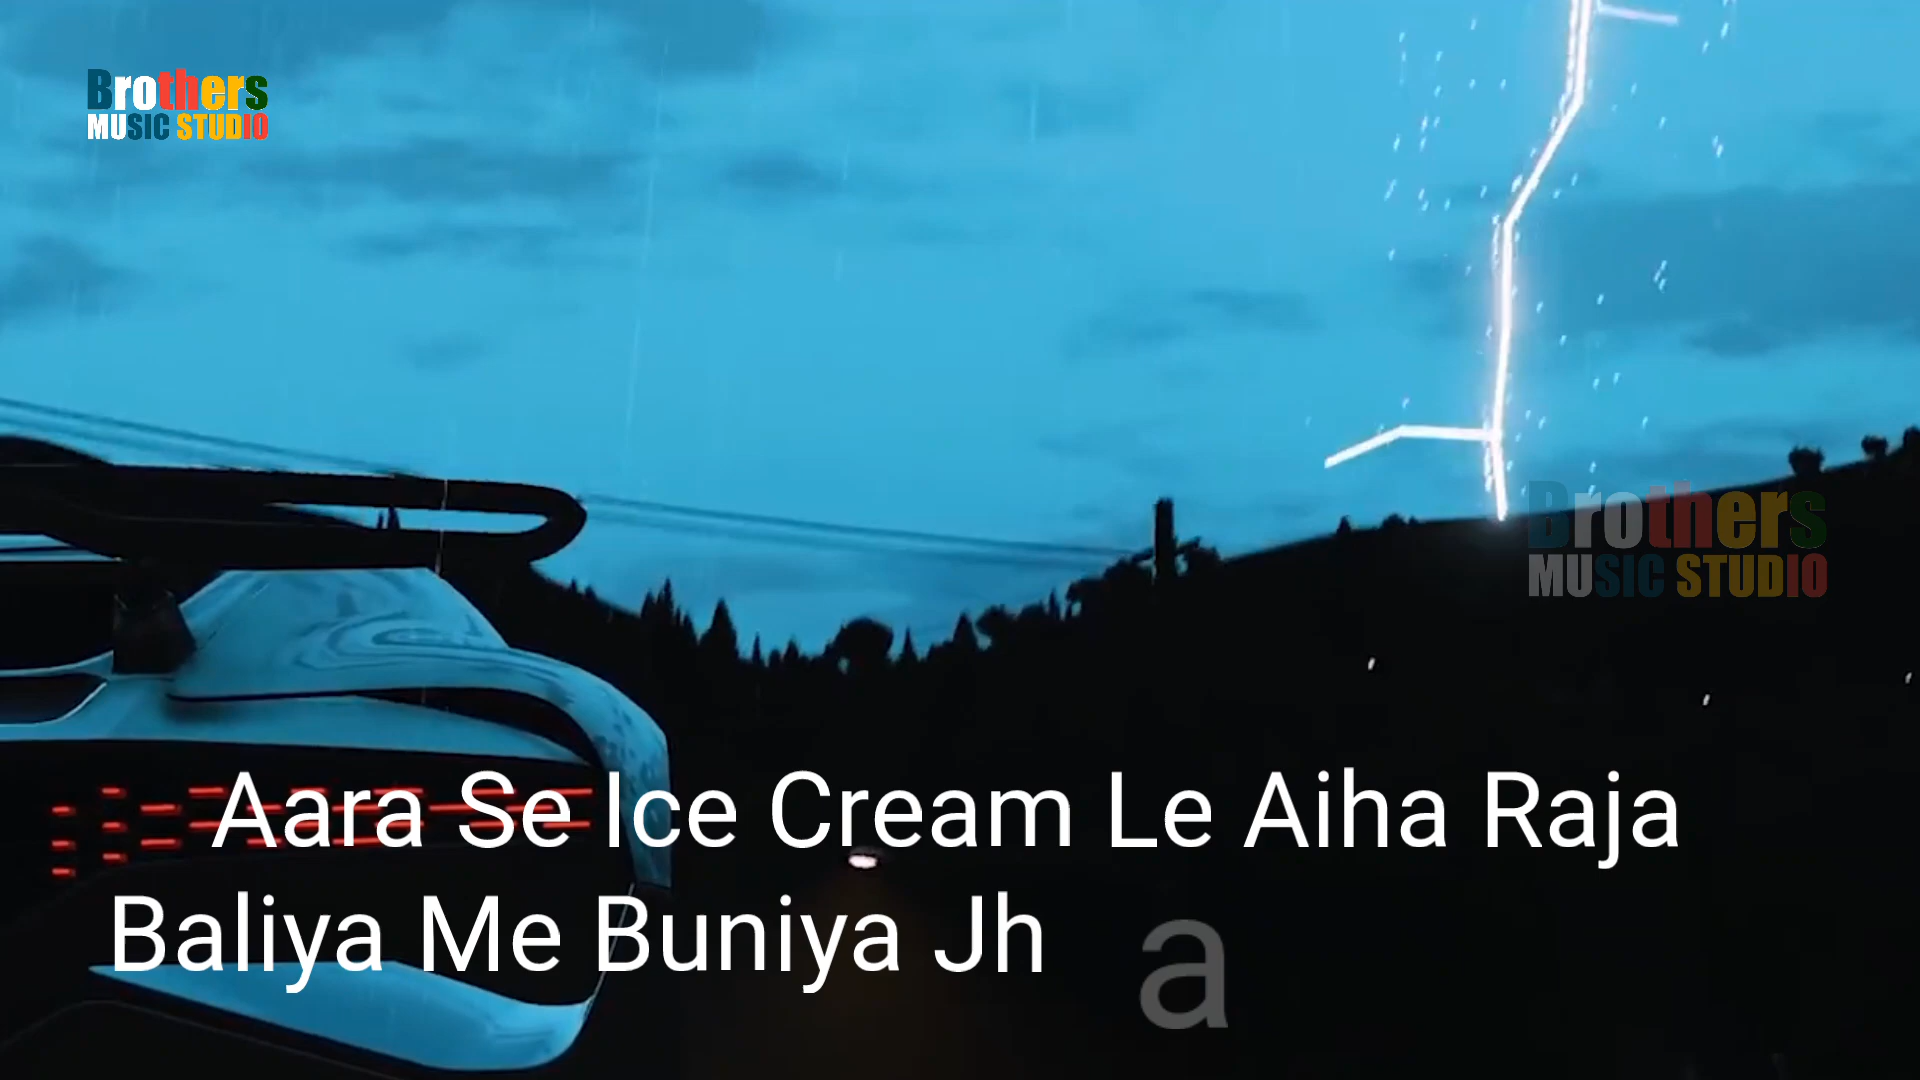 Brothers
MUSIC STUDIO
Brothers
MUSIC STUDIO
Aara Se Ice Cream Le Aiha Raja
Baliya Me Buniya Jh a